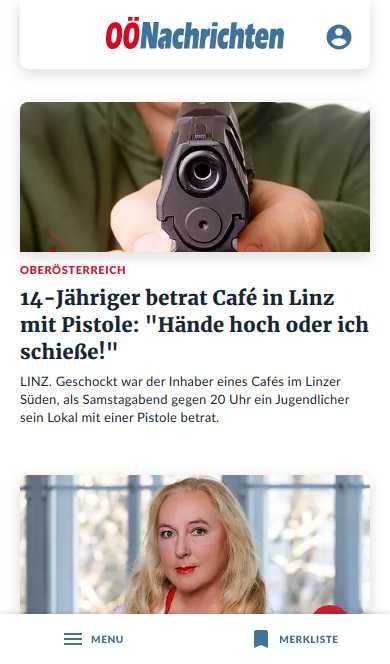 OÖNachrichten
OBERÖSTERREICH
14-Jähriger betrat Café in Linz
mit Pistole: "Hände hoch oder ich
schieße!"
LINZ. Geschockt war der Inhaber eines Cafés im Linzer
Süden, als Samstagabend gegen 20 Uhr ein Jugendlicher
sein Lokal mit einer Pistole betrat.
MENU
MERKLISTE